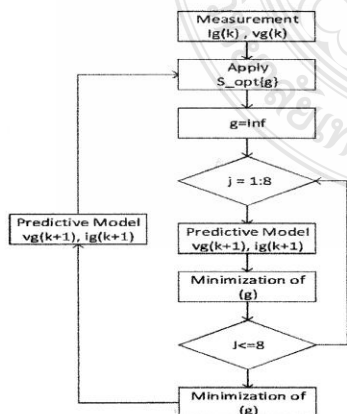 Measurement
Ig(k) , vg(k)
Apply
S_opt{g}
g=Inf
j = 1:8
Predictive Model
vg(k+1), ig(k+1)
Predictive Model
vg(k+1), ig(k+1)
Minimization of
(g)
J<=8
Minimization of
(g)